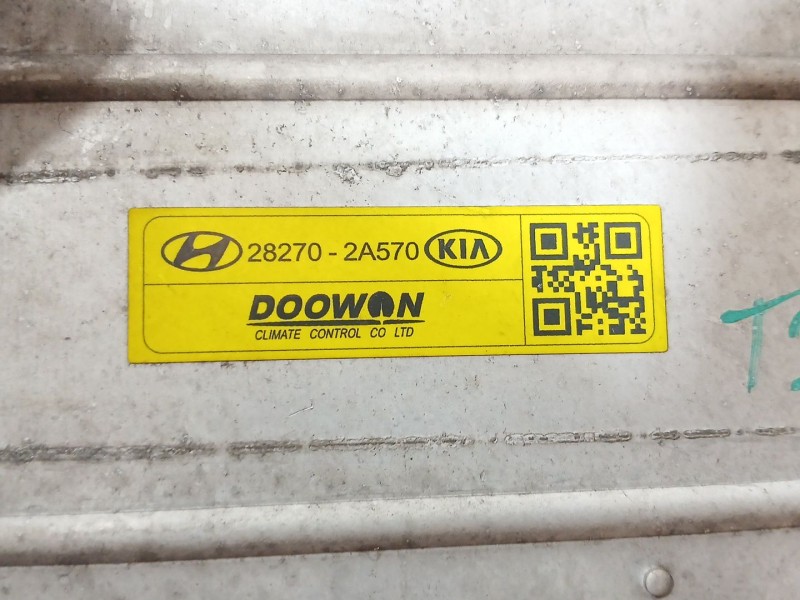 28270 - 2A570 KIA
DOOWON
CLIMATE CONTROL CO LTD